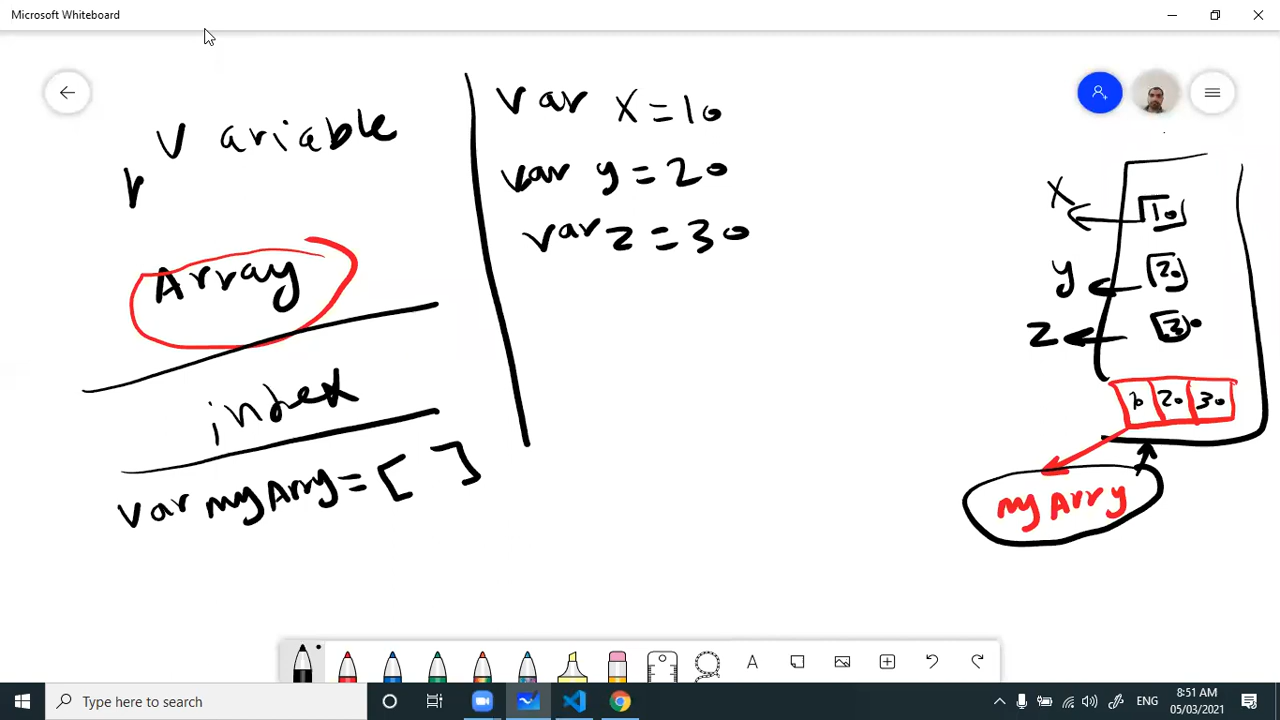 Microsoft Whiteboard
Variable
Array
index
var myArry = [ ]
var x = 10
var y = 20
var z = 30
x 10
y 20
z 30
10 20 30
myArry
Type here to search
ENG
8:51 AM
05/03/2021